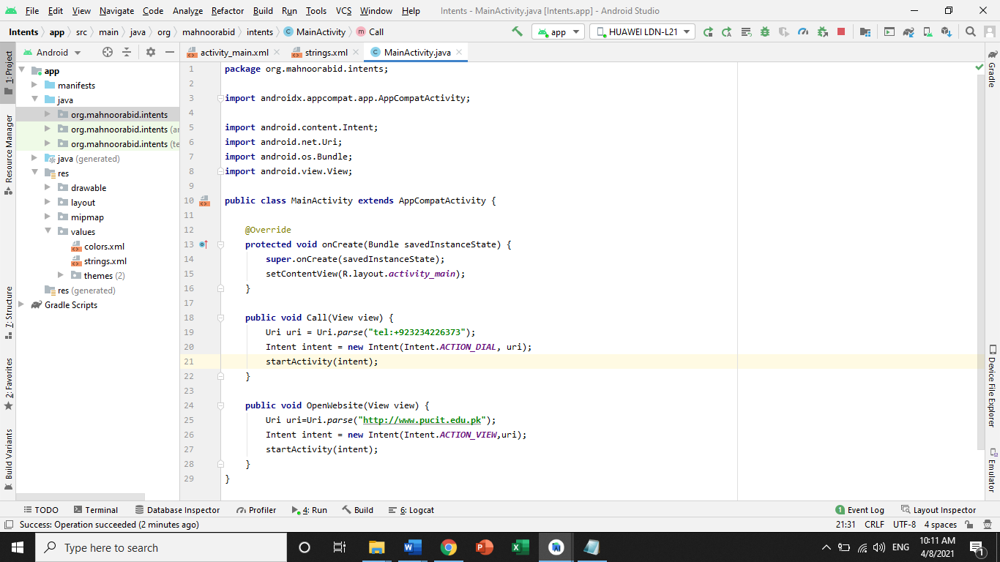 File Edit View Navigate Code Analyze Refactor Build Run Tools VCS Window Help Intents - MainActivity.java [Intents.app] - Android Studio
Intents app src main java org mahnoorabid intents C MainActivity m Call app HUAWEI LDN-L21
Android activity_main.xml strings.xml C MainActivity.java
1: Project
Resource Manager
7: Structure
2: Favorites
Build Variants
app
manifests
java
org.mahnoorabid.intents
org.mahnoorabid.intents (ar
org.mahnoorabid.intents (te
java (generated)
res
drawable
layout
mipmap
values
colors.xml
strings.xml
themes (2)
res (generated)
Gradle Scripts
1 package org.mahnoorabid.intents;
2
3 import androidx.appcompat.app.AppCompatActivity;
4
5 import android.content.Intent;
6 import android.net.Uri;
7 import android.os.Bundle;
8 import android.view.View;
9
10 public class MainActivity extends AppCompatActivity {
11
12 @Override
13 protected void onCreate(Bundle savedInstanceState) {
14 super.onCreate(savedInstanceState);
15 setContentView(R.layout.activity_main);
16 }
17
18 public void Call(View view) {
19 Uri uri = Uri.parse("tel:+923234226373");
20 Intent intent = new Intent(Intent.ACTION_DIAL, uri);
21 startActivity(intent);
22 }
23
24 public void OpenWebsite(View view) {
25 Uri uri=Uri.parse("http://www.pucit.edu.pk");
26 Intent intent = new Intent(Intent.ACTION_VIEW,uri);
27 startActivity(intent);
28 }
29 }
Gradle
Device File Explorer
Emulator
TODO Terminal Database Inspector Profiler 4: Run Build 6: Logcat 1 Event Log Layout Inspector
Success: Operation succeeded (2 minutes ago) 21:31 CRLF UTF-8 4 spaces
Type here to search ENG 10:11 AM
4/8/2021 1